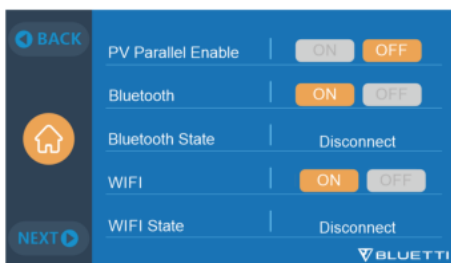 BACK
PV Parallel Enable ON OFF
Bluetooth ON OFF
Bluetooth State Disconnect
WIFI ON OFF
WIFI State Disconnect
NEXT
BLUETTI